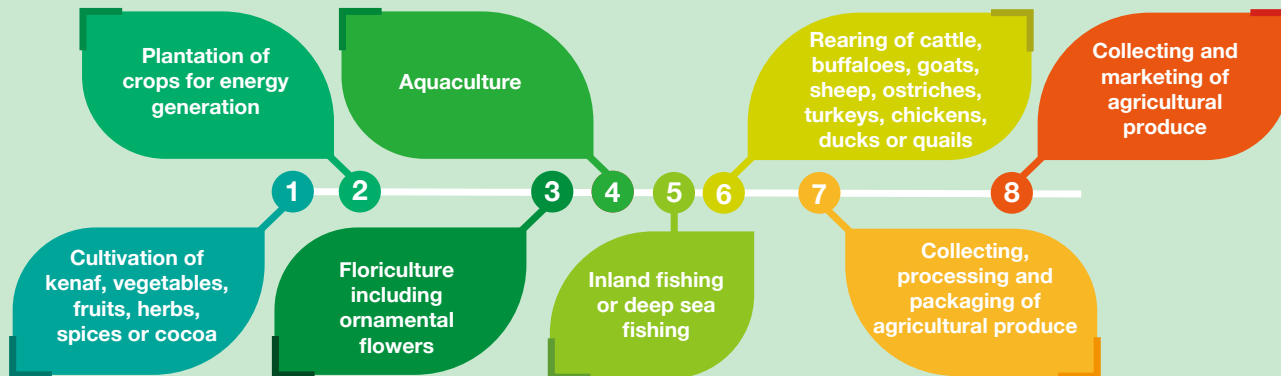 1
Cultivation of
kenaf, vegetables,
fruits, herbs,
spices or cocoa
2
Plantation of
crops for energy
generation
3
Floriculture
including
ornamental
flowers
4
Aquaculture
5
Inland fishing
or deep sea
fishing
6
Rearing of cattle,
buffaloes, goats,
sheep, ostriches,
turkeys, chickens,
ducks or quails
7
Collecting,
processing and
packaging of
agricultural produce
8
Collecting and
marketing of
agricultural
produce